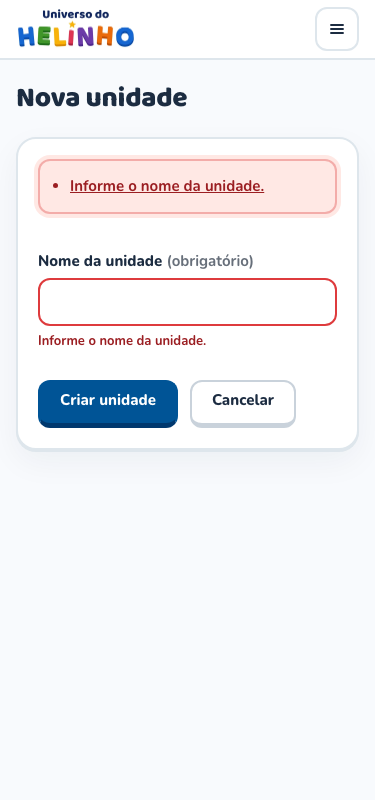 Universo do
HELINHO
Nova unidade
Informe o nome da unidade.
Nome da unidade (obrigatório)
Informe o nome da unidade.
Criar unidade
Cancelar